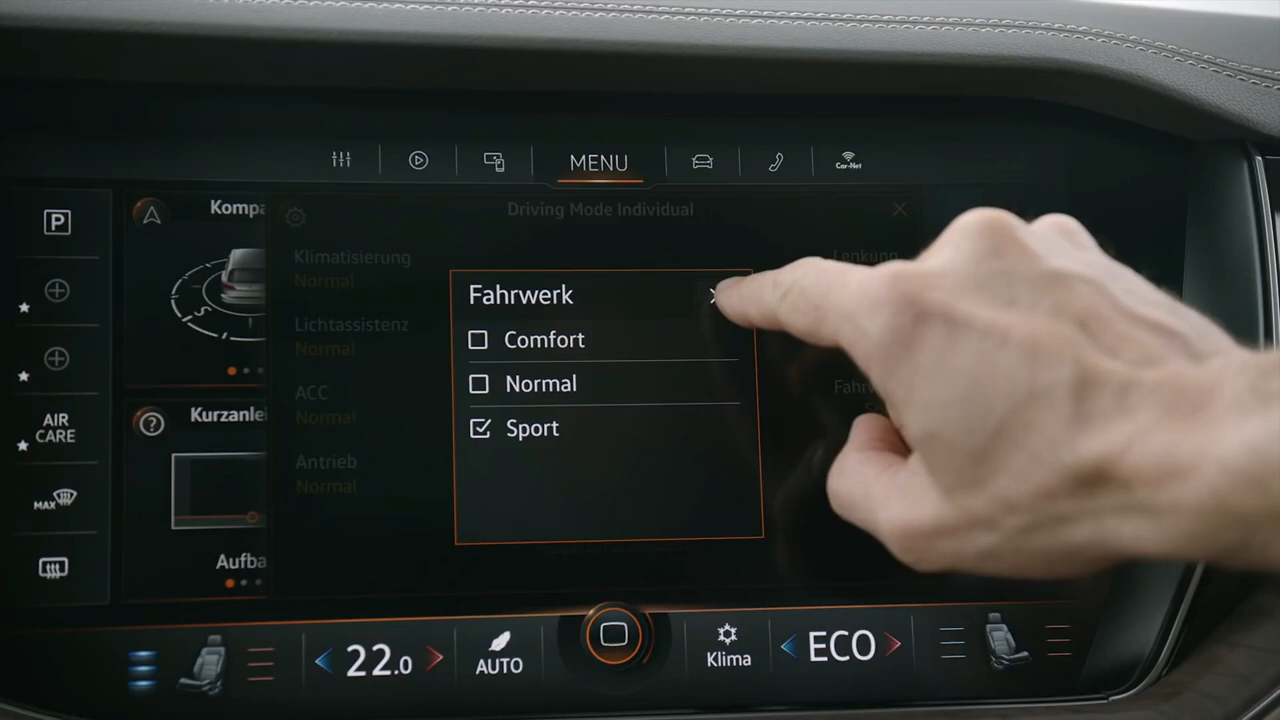 MENU
Car-Net
P
Kompa
Driving Mode Individual
Klimatisierung
Normal
Lenkung
Fahrwerk
Comfort
Lichtassistenz
Normal
Normal
ACC
Normal
Sport
AIR
CARE
Kurzanlei
S
Antrieb
Normal
MAX
Aufba
22.0
AUTO
Klima
ECO